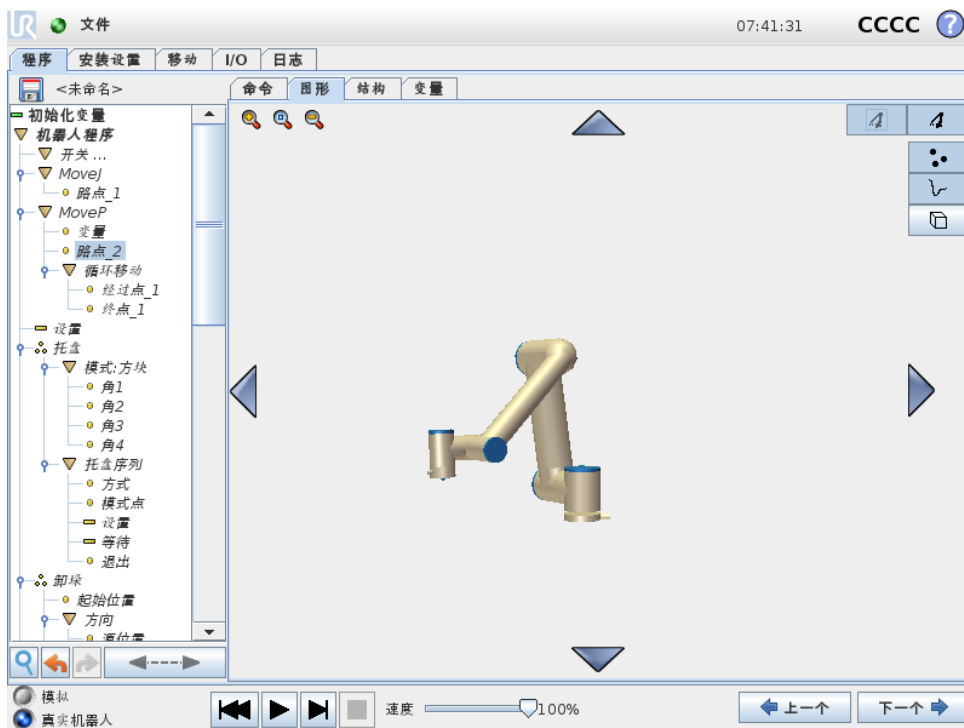 UR 文件 07:41:31 CCCC ?
程序 安装设置 移动 I/O 日志
<未命名>
命令 图形 结构 变量
初始化变量
机器人程序
开关 ...
MoveJ
路点_1
MoveP
变量
路点_2
循环移动
经过点_1
终点_1
设置
托盘
模式:方块
角1
角2
角3
角4
托盘序列
方式
模式点
设置
等待
退出
卸垛
起始位置
方向
源位置
模拟
真实机器人
速度 100%
上一个 下一个